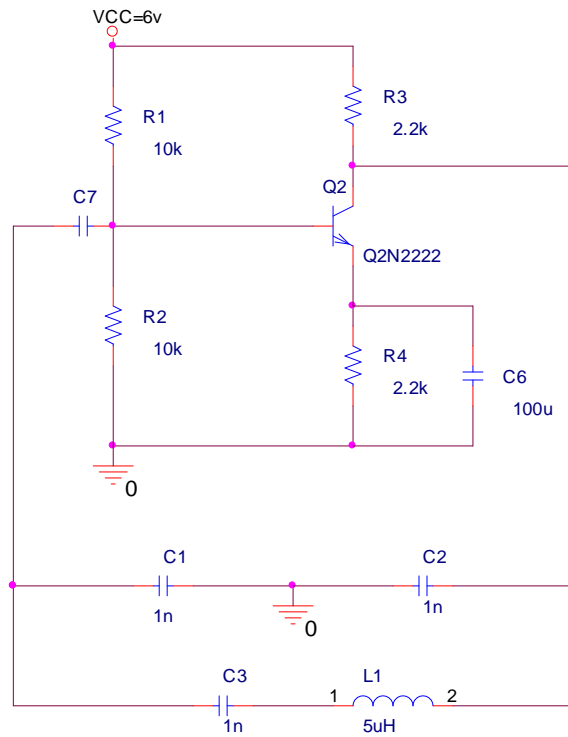 VCC=6v
R1
10k
R3
2.2k
C7
Q2
Q2N2222
R2
10k
R4
2.2k
C6
100u
0
C1
1n
C2
1n
0
C3
1n
L1
1 2
5uH